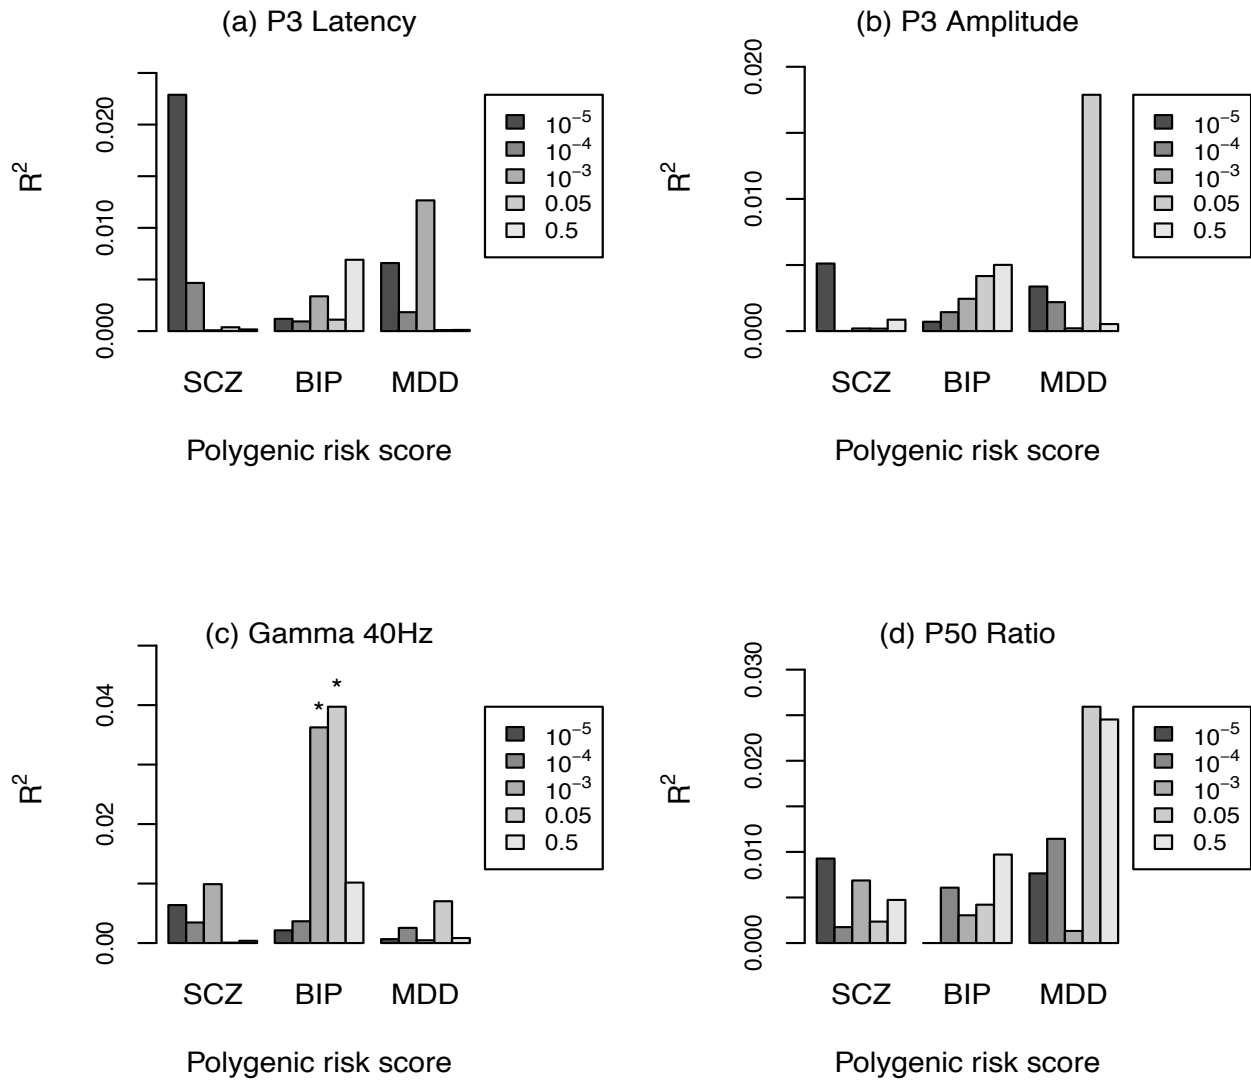 (a) P3 Latency
R²
0.020
0.010
0.000
10⁻⁵
10⁻⁴
10⁻³
0.05
0.5
SCZ BIP MDD
Polygenic risk score
(b) P3 Amplitude
R²
0.020
0.010
0.000
10⁻⁵
10⁻⁴
10⁻³
0.05
0.5
SCZ BIP MDD
Polygenic risk score
(c) Gamma 40Hz
R²
0.04
0.02
0.00
* *
10⁻⁵
10⁻⁴
10⁻³
0.05
0.5
SCZ BIP MDD
Polygenic risk score
(d) P50 Ratio
R²
0.030
0.020
0.010
0.000
10⁻⁵
10⁻⁴
10⁻³
0.05
0.5
SCZ BIP MDD
Polygenic risk score